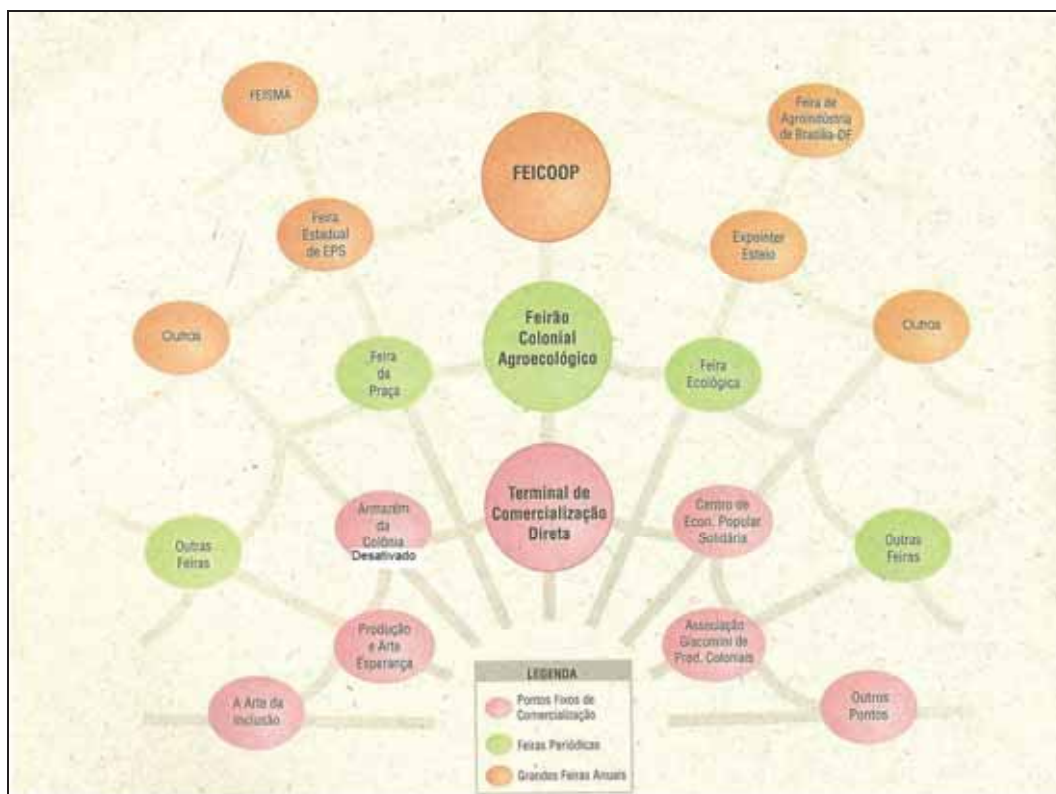 FEISMA
Feira de
Agroindústria
de Brasília-DF
FEICOOP
Feira
Estadual
de EPS
Expointer
Esteio
Outros
Feirão
Colonial
Agroecológico
Outros
Feira
da
Praça
Feira
Ecológica
Armazém
da
Colônia
Desativado
Terminal de
Comercialização
Direta
Centro de
Econ. Popular
Solidária
Outras
Feiras
Outras
Feiras
Produção
e Arte
Esperança
Associação
Giacomini de
Prod. Coloniais
A Arte da
Inclusão
Outros
Pontos
LEGENDA
Pontos Fixos de
Comercialização
Feiras Periódicas
Grandes Feiras Anuais